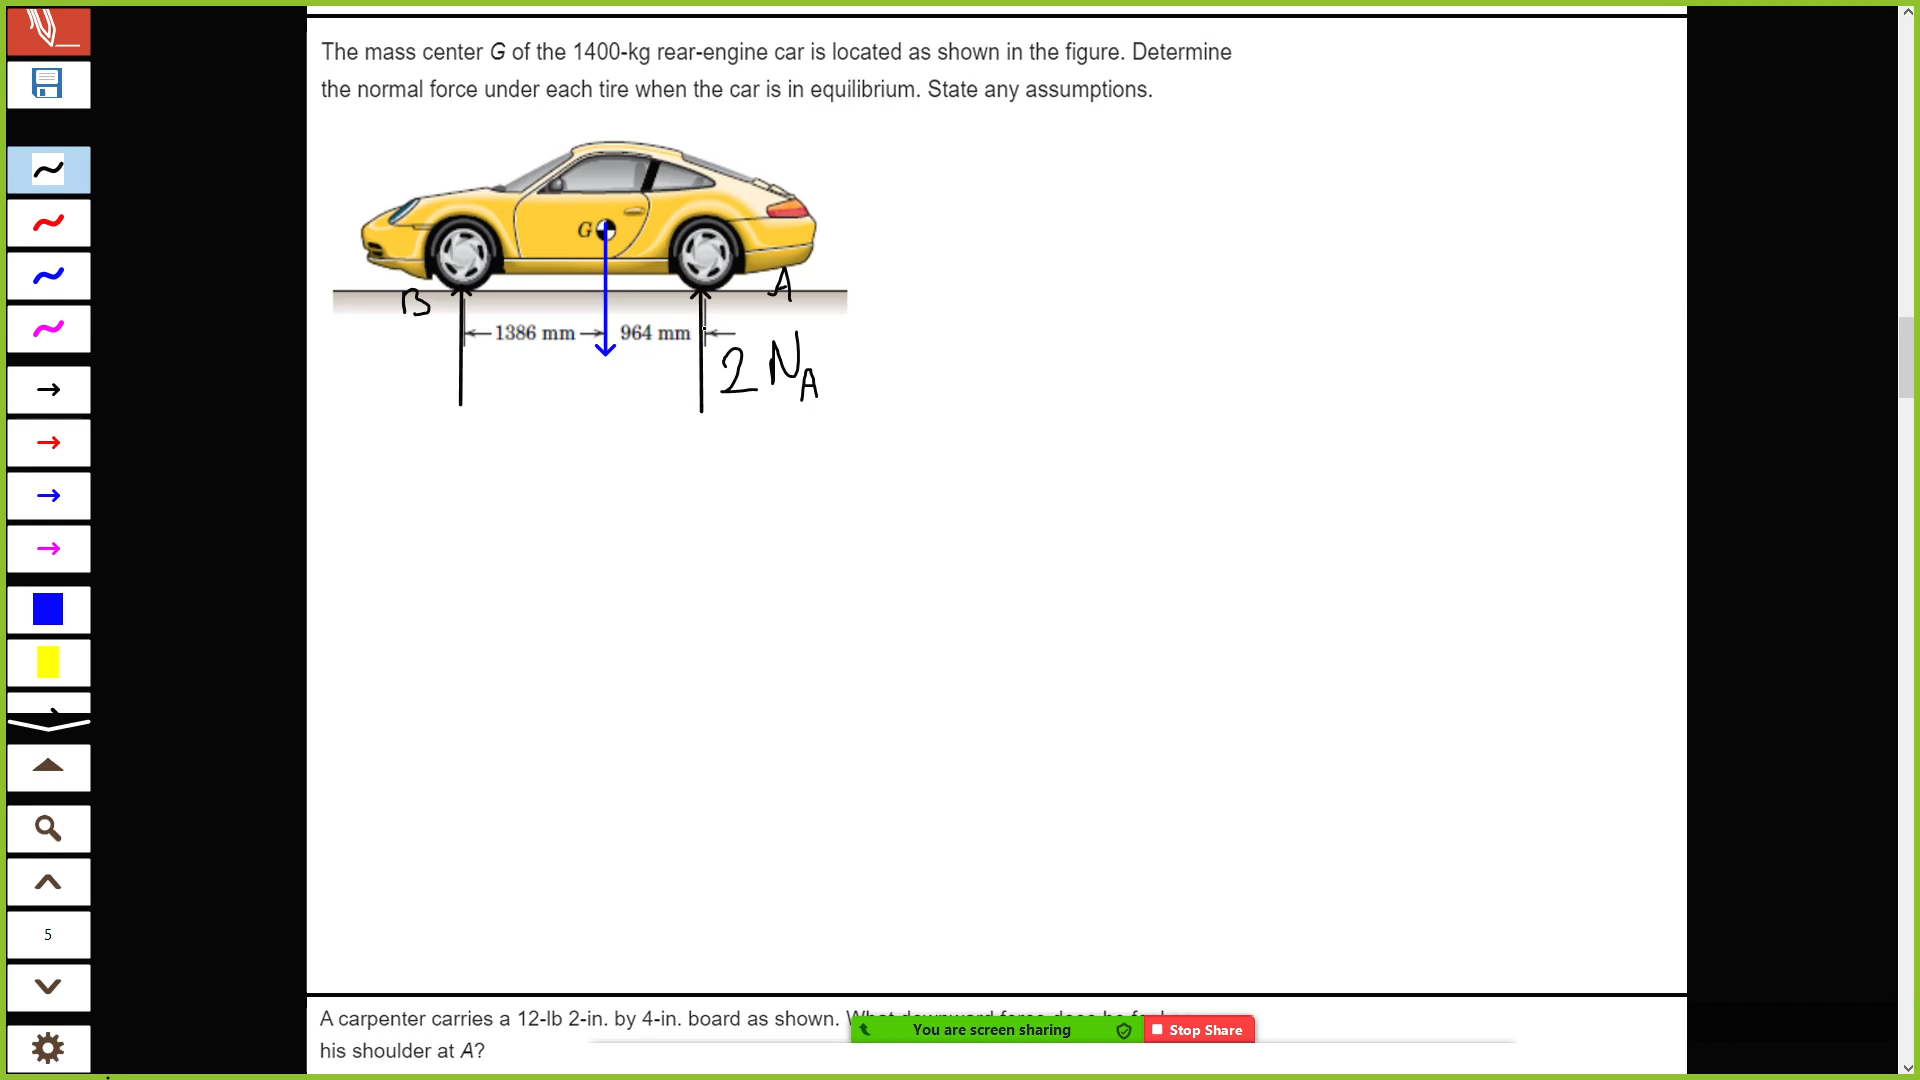 The mass center G of the 1400-kg rear-engine car is located as shown in the figure. Determine
the normal force under each tire when the car is in equilibrium. State any assumptions.
G
B
A
1386 mm
964 mm
2 N_A
5
A carpenter carries a 12-lb 2-in. by 4-in. board as shown.
his shoulder at A?
You are screen sharing
Stop Share